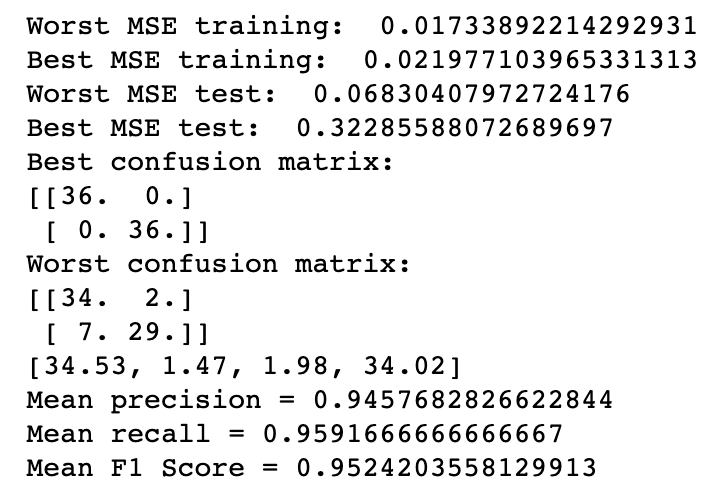 Worst MSE training:  0.01733892214292931
Best MSE training:  0.021977103965331313
Worst MSE test:  0.06830407972724176
Best MSE test:  0.32285588072689697
Best confusion matrix:
[[36.  0.]
 [ 0. 36.]]
Worst confusion matrix:
[[34.  2.]
 [ 7. 29.]]
[34.53, 1.47, 1.98, 34.02]
Mean precision = 0.9457682826622844
Mean recall = 0.9591666666666667
Mean F1 Score = 0.9524203558129913